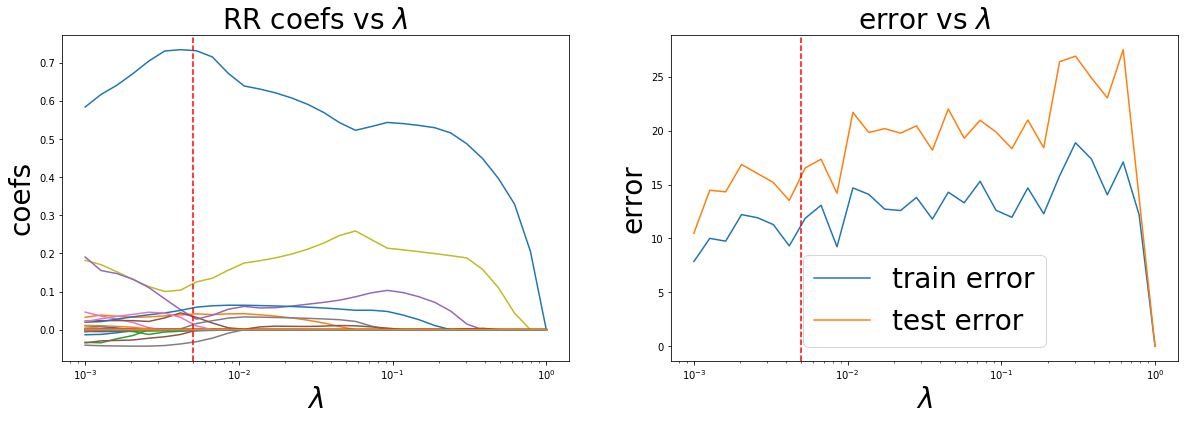 RR coefs vs λ
coefs
0.7
0.6
0.5
0.4
0.3
0.2
0.1
0.0
10⁻³
10⁻²
10⁻¹
10⁰
λ
error vs λ
error
25
20
15
10
5
0
train error
test error
10⁻³
10⁻²
10⁻¹
10⁰
λ